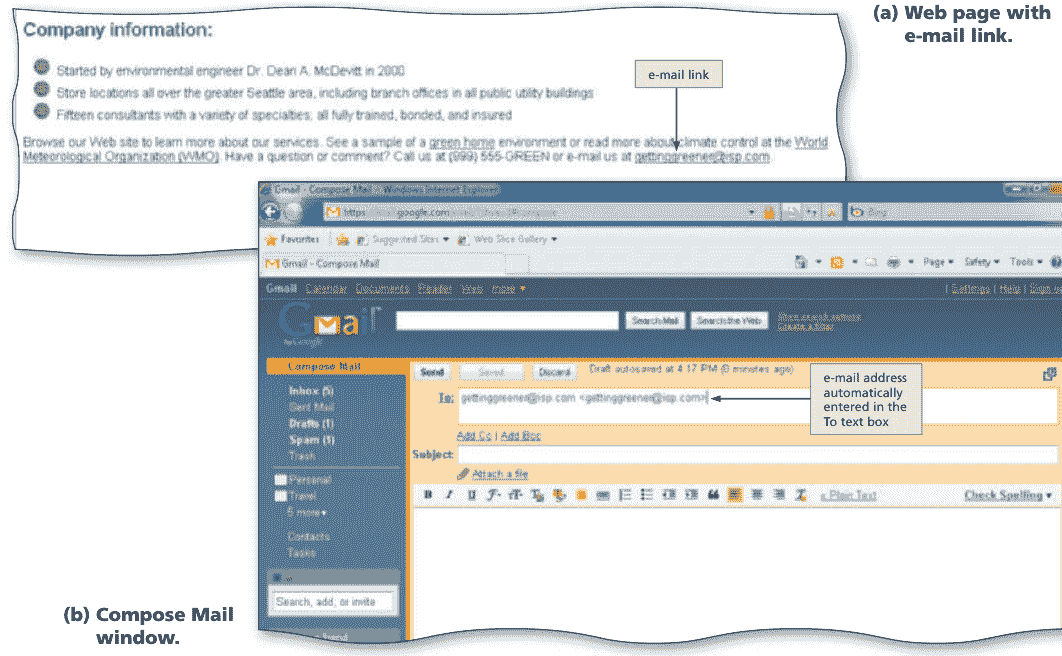 (a) Web page with
e-mail link.
Company information:
Started by environmental engineer Dr. Dean A. McDevitt in 2000
Store locations all over the greater Seattle area, including branch offices in all public utility buildings
Fifteen consultants with a variety of specialties; all fully trained, bonded, and insured
Browse our Web site to learn more about our services. See a sample of a green home environment or read more about climate control at the World
Meteorological Organization (WMO). Have a question or comment? Call us at (999) 555-GREEN or e-mail us at gettinggreener@isp.com.
e-mail link
Gmail - Compose Mail - Windows Internet Explorer
https google.com
Bing
Favorites Suggested Sites Web Slice Gallery
Gmail - Compose Mail
Page Safety Tools
Gmail Calendar Documents Reader Web more
Settings | Help | Sign
Gmail
by Google
Search Mail Search the Web
Show search options
Create a filter
Compose Mail
Send Saved Discard Draft autosaved at 4:17 PM (0 minutes ago)
To: gettinggreener@isp.com <gettinggreener@isp.com>
e-mail address
automatically
entered in the
To text box
Add Cc | Add Bcc
Subject:
Attach a file
B I U « Plain Text Check Spelling
Inbox (5)
Sent Mail
Drafts (1)
Spam (1)
Trash
Personal
Travel
6 more
Contacts
Tasks
Search, add, or invite
(b) Compose Mail
window.